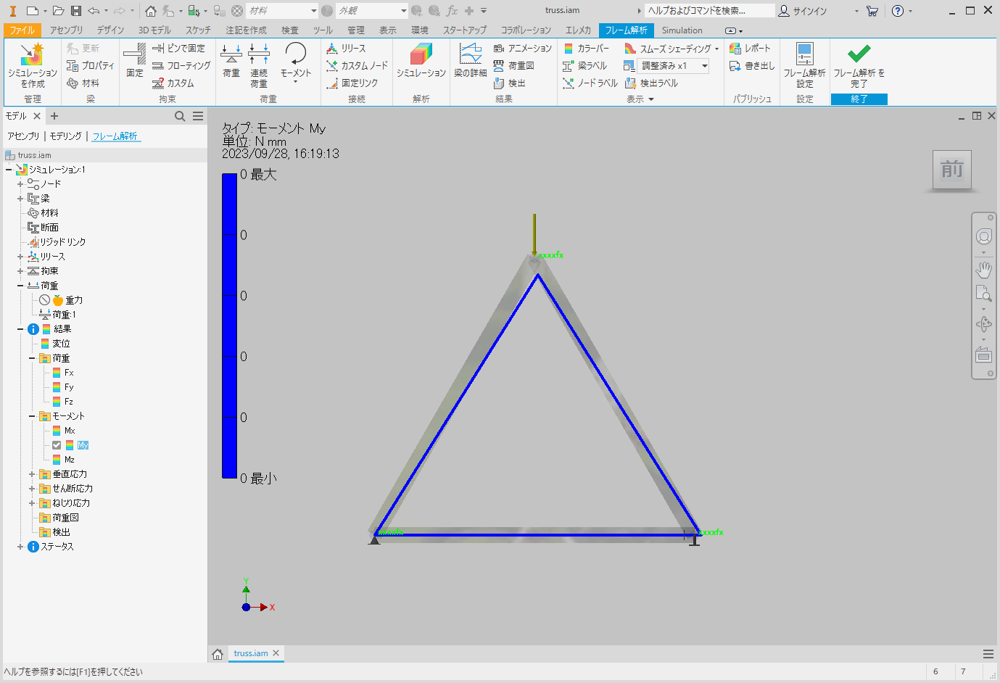 材料
外観
fx
truss.iam
ヘルプおよびコマンドを検索...
サインイン
ファイル アセンブリ デザイン 3D モデル スケッチ 注記を作成 検査 ツール 管理 表示 環境 スタートアップ コラボレーション エレメカ フレーム解析 Simulation
シミュレーション
を作成
管理
更新
プロパティ
材料
梁
固定
ピンで固定
フローティング
カスタム
拘束
荷重
連続
荷重
モーメント
荷重
リリース
カスタム ノード
固定リンク
接続
シミュレーション
解析
梁の詳細
アニメーション
荷重図
検出
結果
カラーバー
梁ラベル
ノード ラベル
スムーズ シェーディング
調整済み x1
検出ラベル
表示
レポート
書き出し
パブリッシュ
フレーム解析
設定
設定
フレーム解析 を
完了
終了
モデル
アセンブリ | モデリング | フレーム解析
truss.iam
シミュレーション:1
ノード
梁
材料
断面
リジッド リンク
リリース
拘束
荷重
重力
荷重:1
結果
変位
荷重
Fx
Fy
Fz
モーメント
Mx
My
Mz
垂直応力
せん断応力
ねじり応力
荷重図
検出
ステータス
タイプ: モーメント My
単位: N mm
2023/09/28, 16:19:13
0 最大
0
0
0
0
0 最小
xxxxfx
xxxxfx
xxxxfx
前
Y
X
truss.iam
ヘルプを参照するには[F1]を押してください
6 7